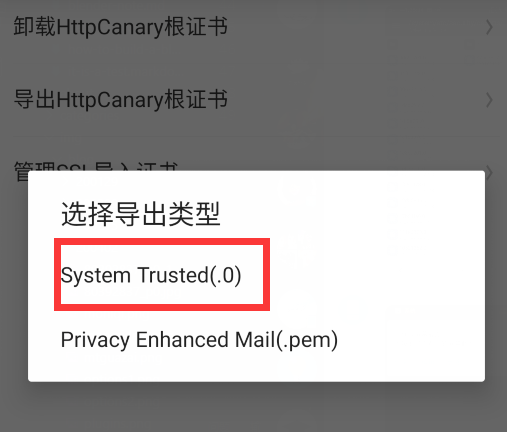 卸载HttpCanary根证书
导出HttpCanary根证书
管理SSL导入证书
选择导出类型
System Trusted(.0)
Privacy Enhanced Mail(.pem)